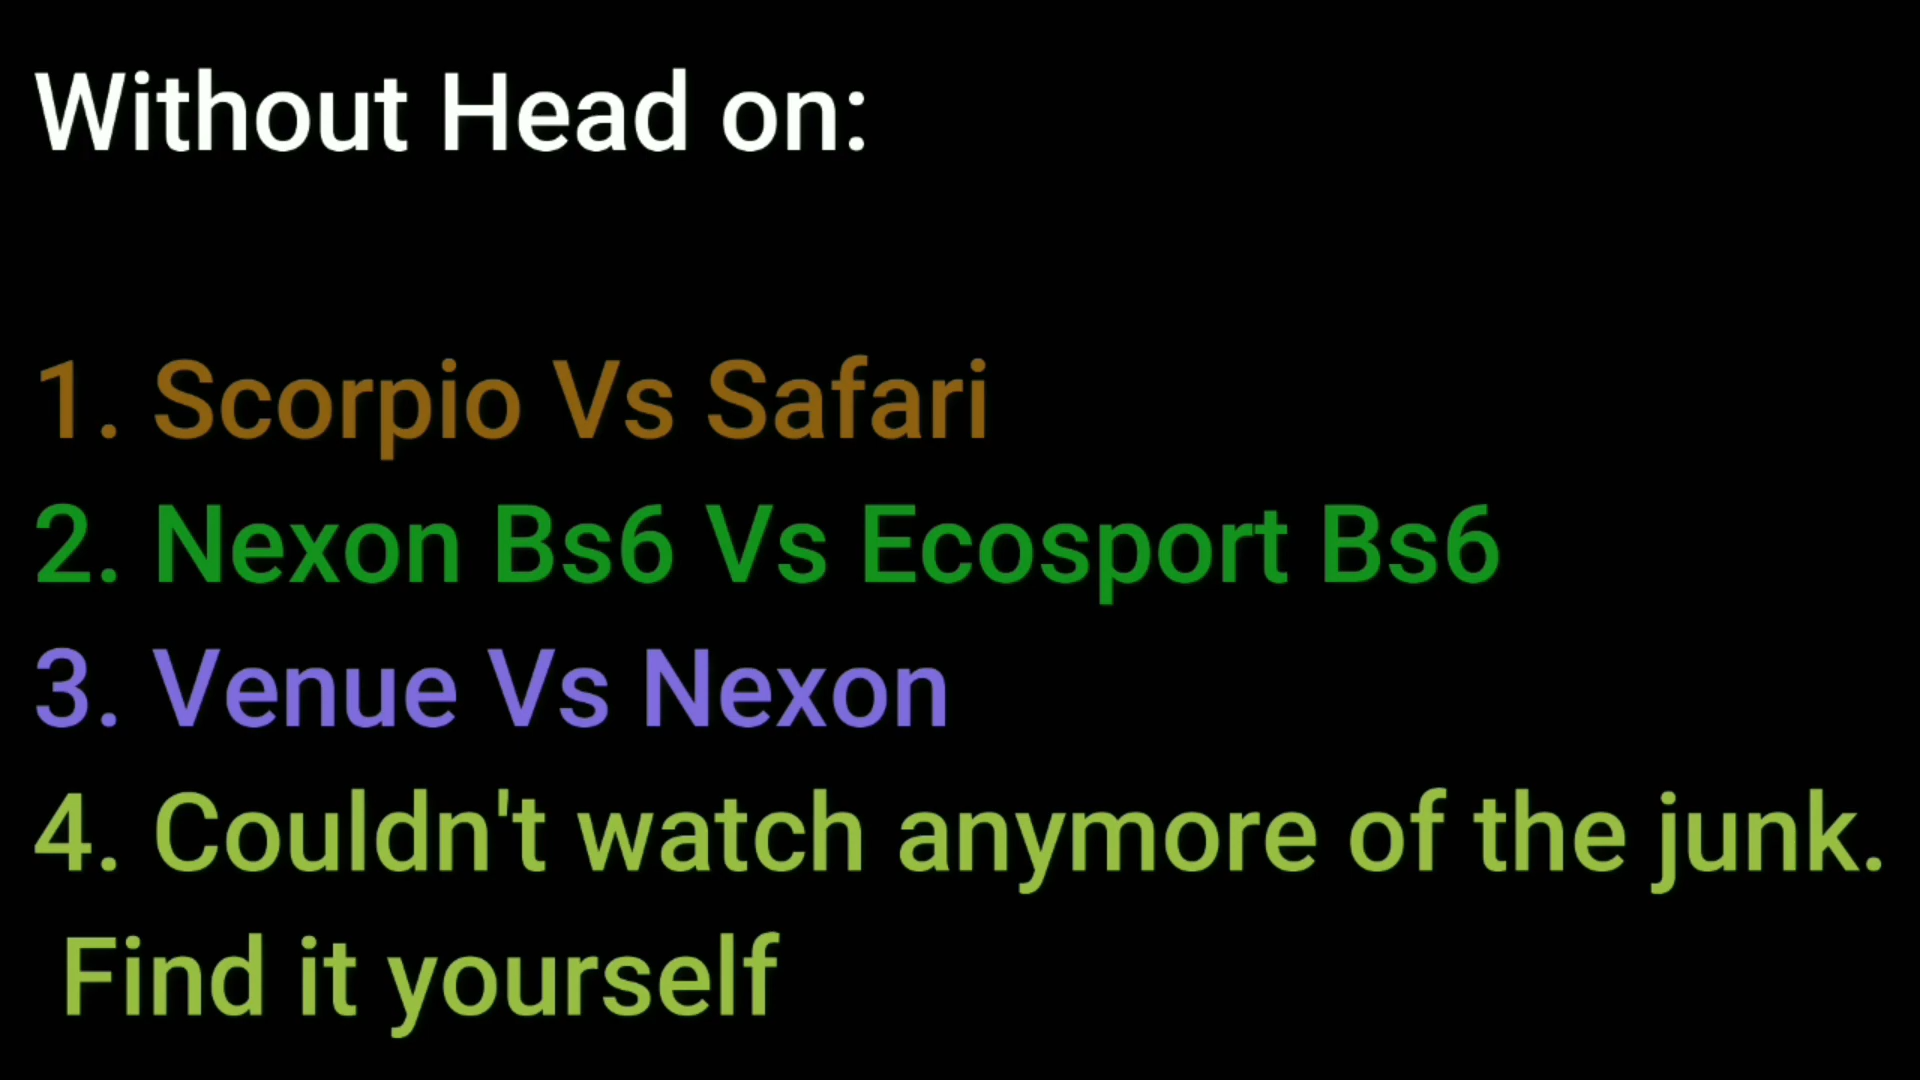 Without Head on:
1. Scorpio Vs Safari
2. Nexon Bs6 Vs Ecosport Bs6
3. Venue Vs Nexon
4. Couldn't watch anymore of the junk.
Find it yourself